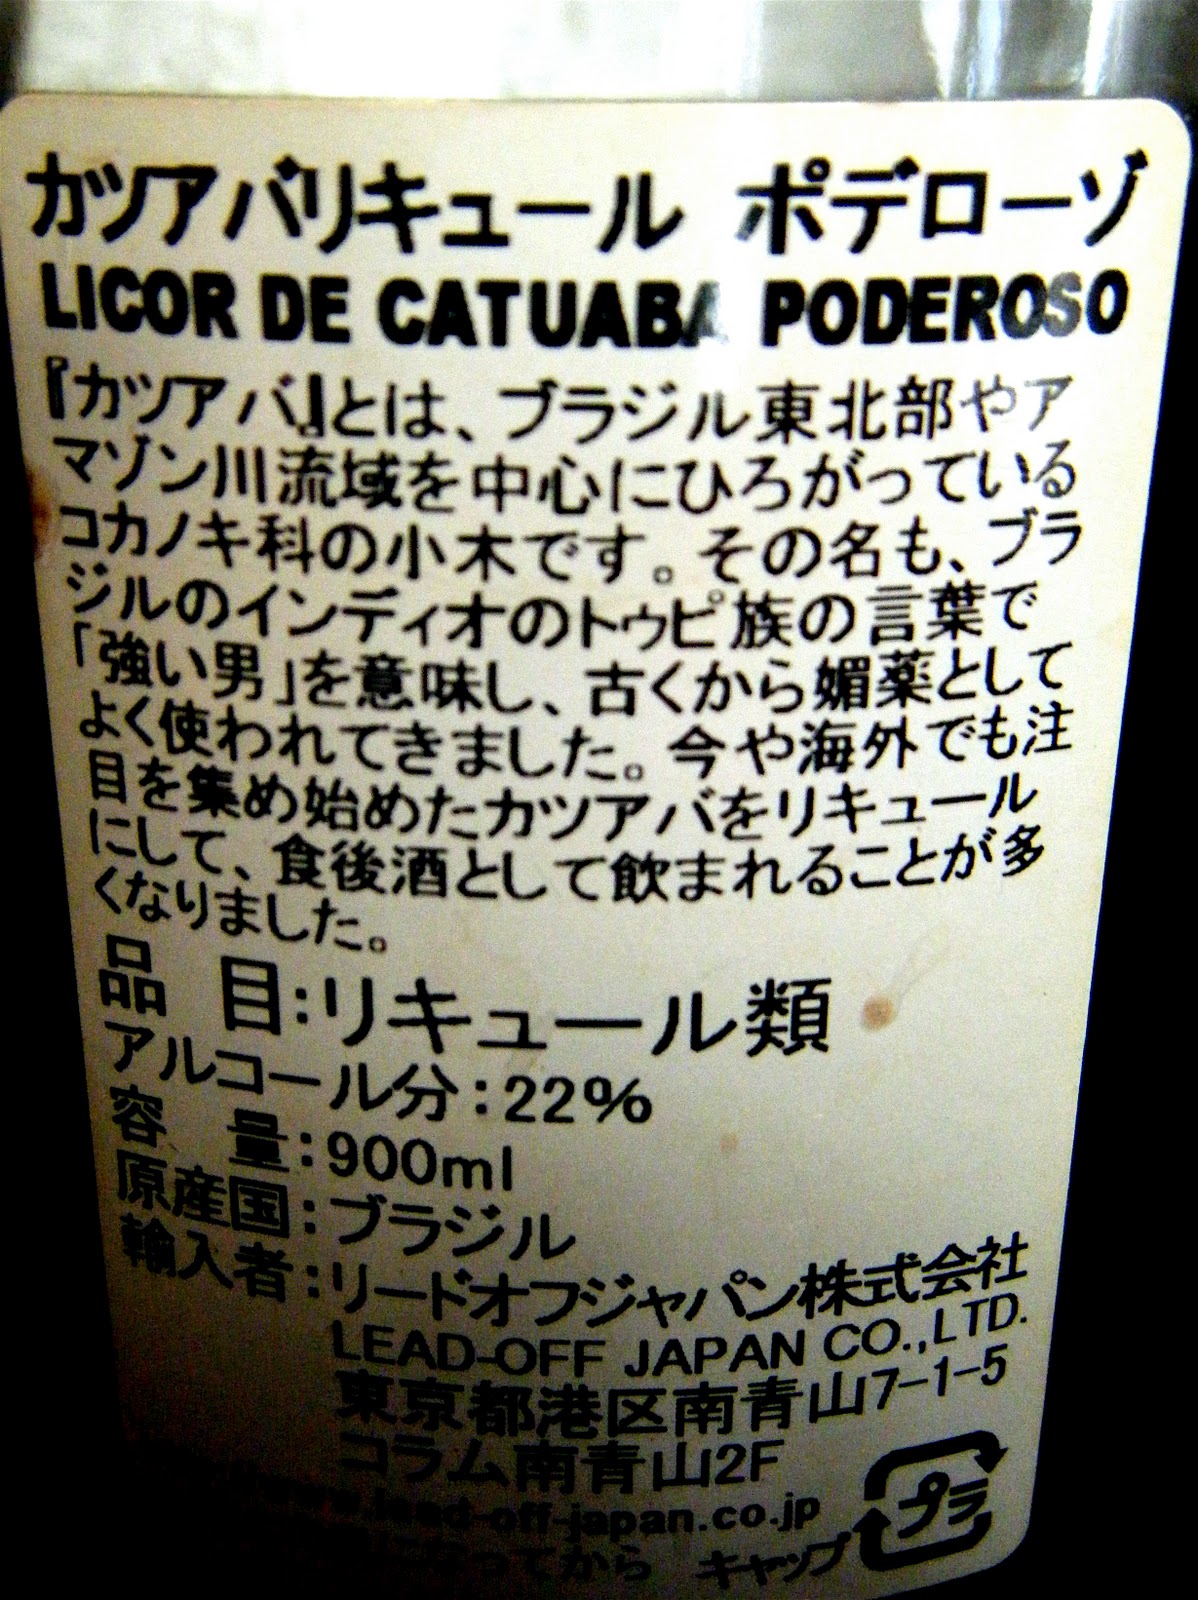 カツアバリキュール ポデローゾ
LICOR DE CATUABA PODEROSO
『カツアバ』とは、ブラジル東北部やア
マゾン川流域を中心にひろがっている
コカノキ科の小木です。その名も、ブラ
ジルのインディオのトゥピ族の言葉で
「強い男」を意味し、古くから媚薬として
よく使われてきました。今や海外でも注
目を集め始めたカツアバをリキュール
にして、食後酒として飲まれることが多
くなりました。
品 目:リキュール類
アルコール分:22%
容 量:900ml
原産国:ブラジル
輸入者:リードオフジャパン株式会社
LEAD-OFF JAPAN CO.,LTD.
東京都港区南青山7-1-5
コラム南青山2F
www.lead-off-japan.co.jp
なってから キャップ
プラ